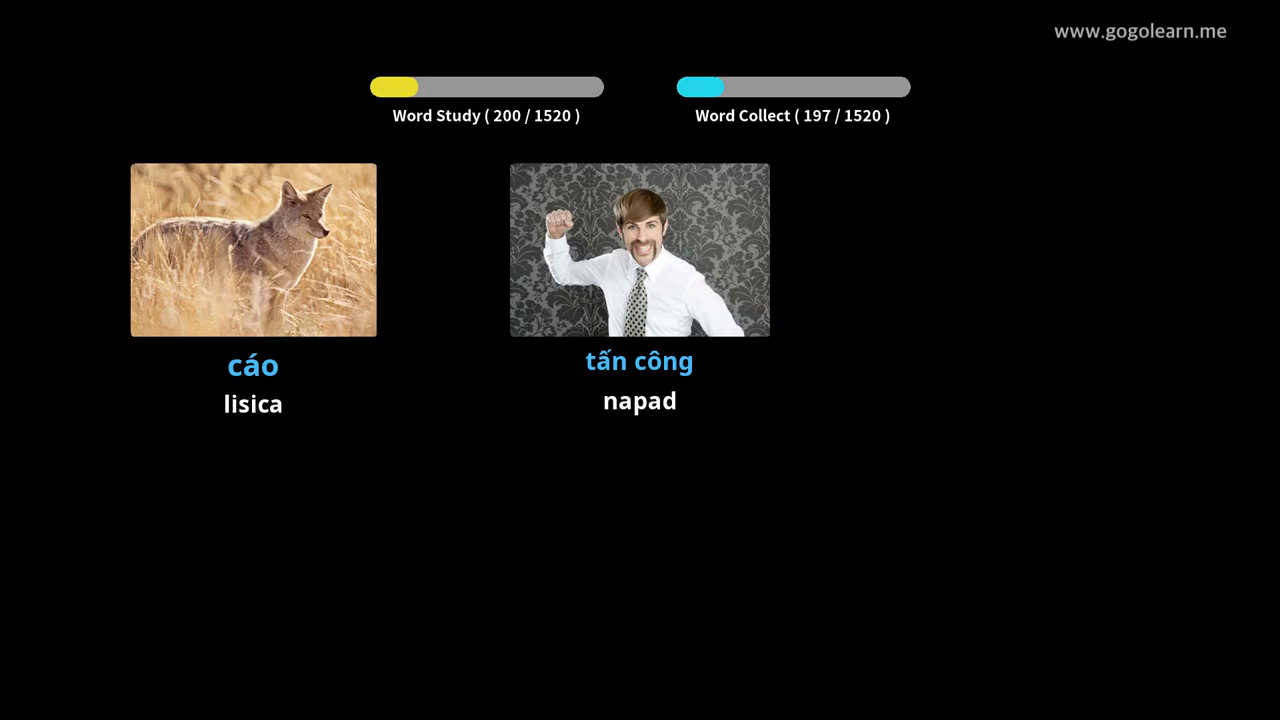 www.gogolearn.me
Word Study ( 200 / 1520 )
Word Collect ( 197 / 1520 )
cáo
lisica
tấn công
napad